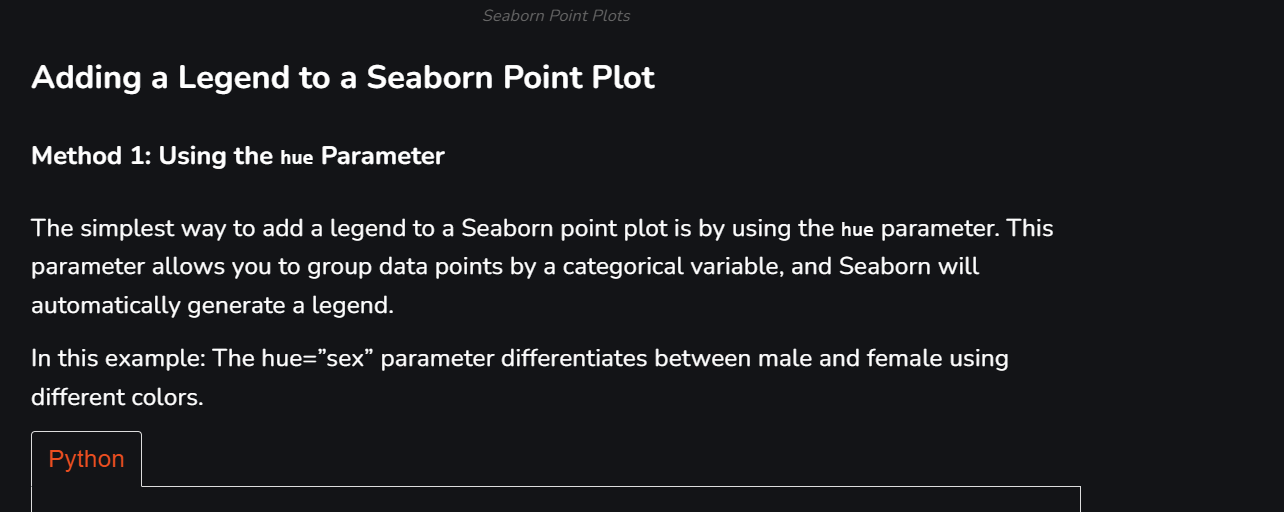 Seaborn Point Plots
Adding a Legend to a Seaborn Point Plot
Method 1: Using the hue Parameter
The simplest way to add a legend to a Seaborn point plot is by using the hue parameter. This
parameter allows you to group data points by a categorical variable, and Seaborn will
automatically generate a legend.
In this example: The hue=”sex” parameter differentiates between male and female using
different colors.
Python